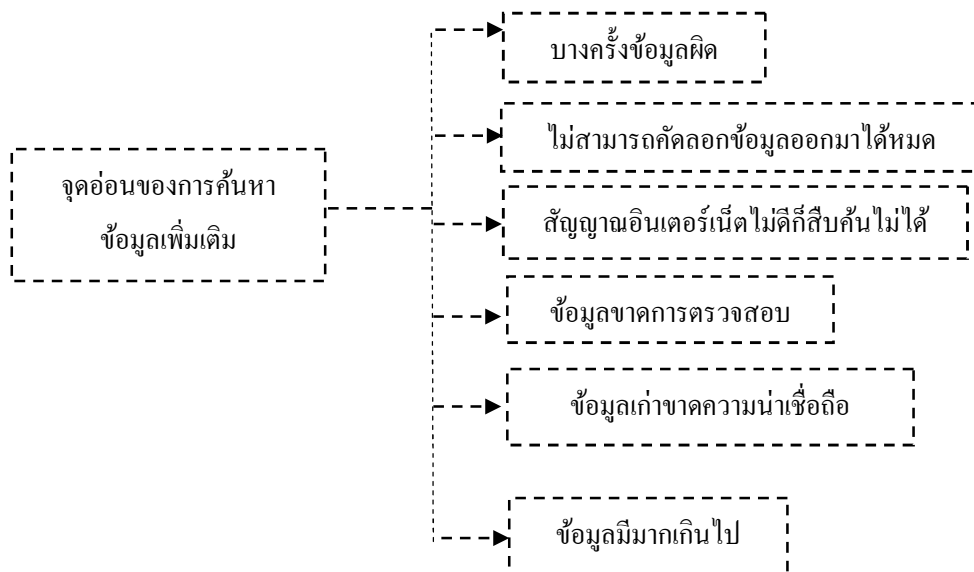 บางครั้งข้อมูลผิด
ไม่สามารถคัดลอกข้อมูลออกมาได้หมด
จุดอ่อนของการค้นหา
ข้อมูลเพิ่มเติม
สัญญาณอินเตอร์เน็ตไม่ดีก็สืบค้นไม่ได้
ข้อมูลขาดการตรวจสอบ
ข้อมูลเก่าขาดความน่าเชื่อถือ
ข้อมูลมีมากเกินไป